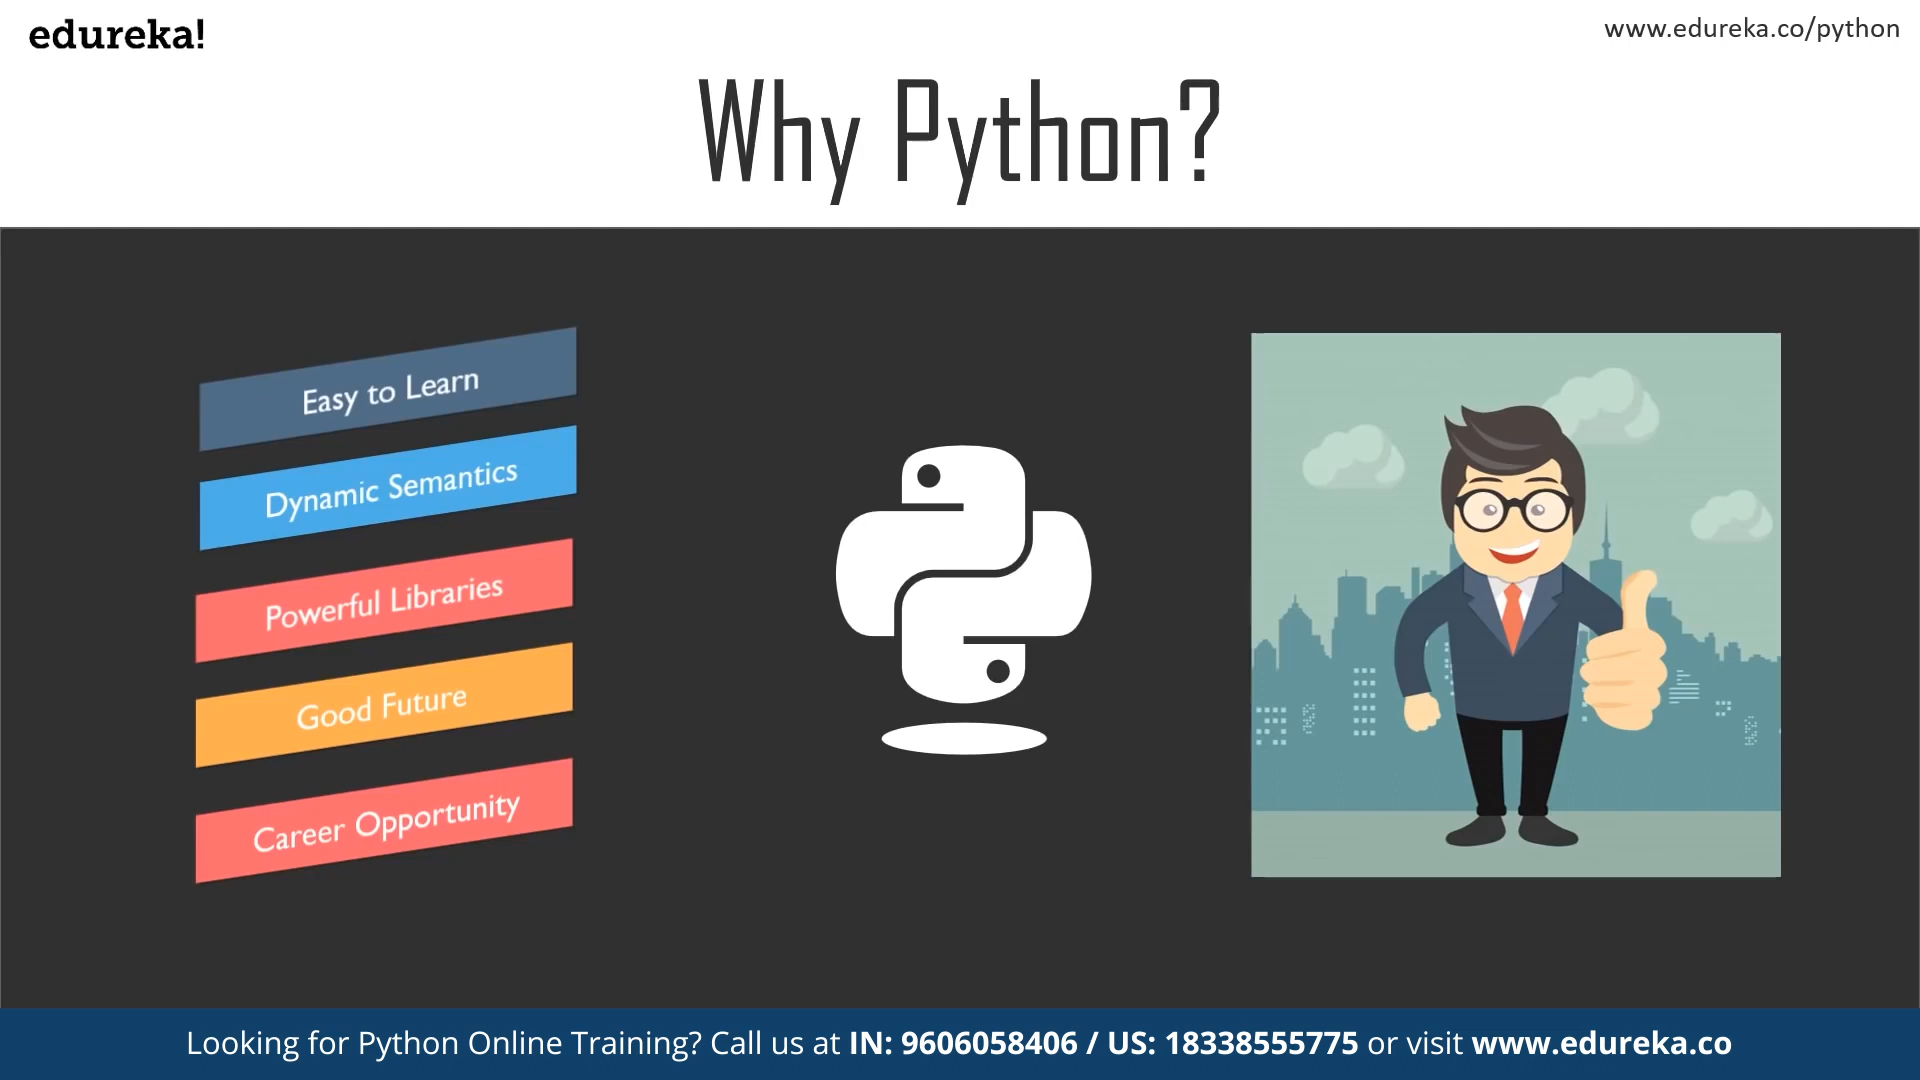 edureka!
www.edureka.co/python
Why Python?
Easy to Learn
Dynamic Semantics
Powerful Libraries
Good Future
Career Opportunity
Looking for Python Online Training? Call us at IN: 9606058406 / US: 18338555775 or visit www.edureka.co